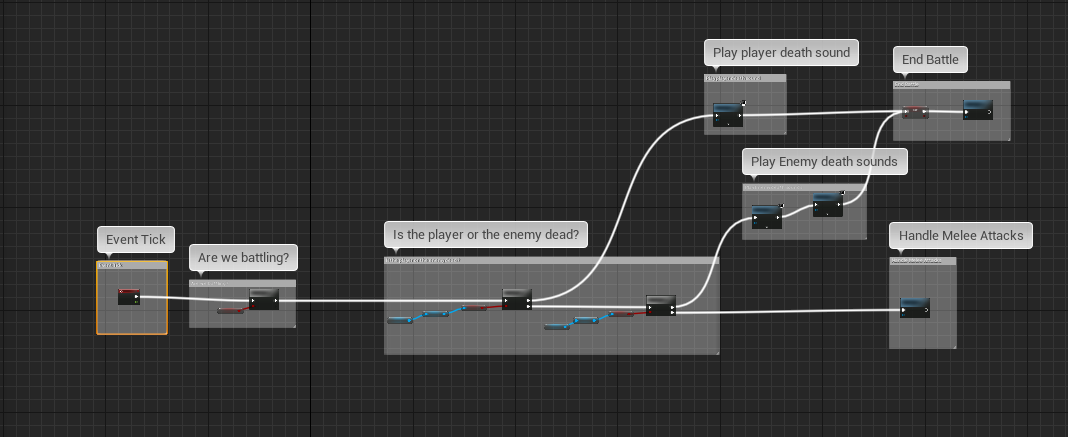 Play player death sound
End Battle
Play Enemy death sounds
Is the player or the enemy dead?
Event Tick
Are we battling?
Handle Melee Attacks